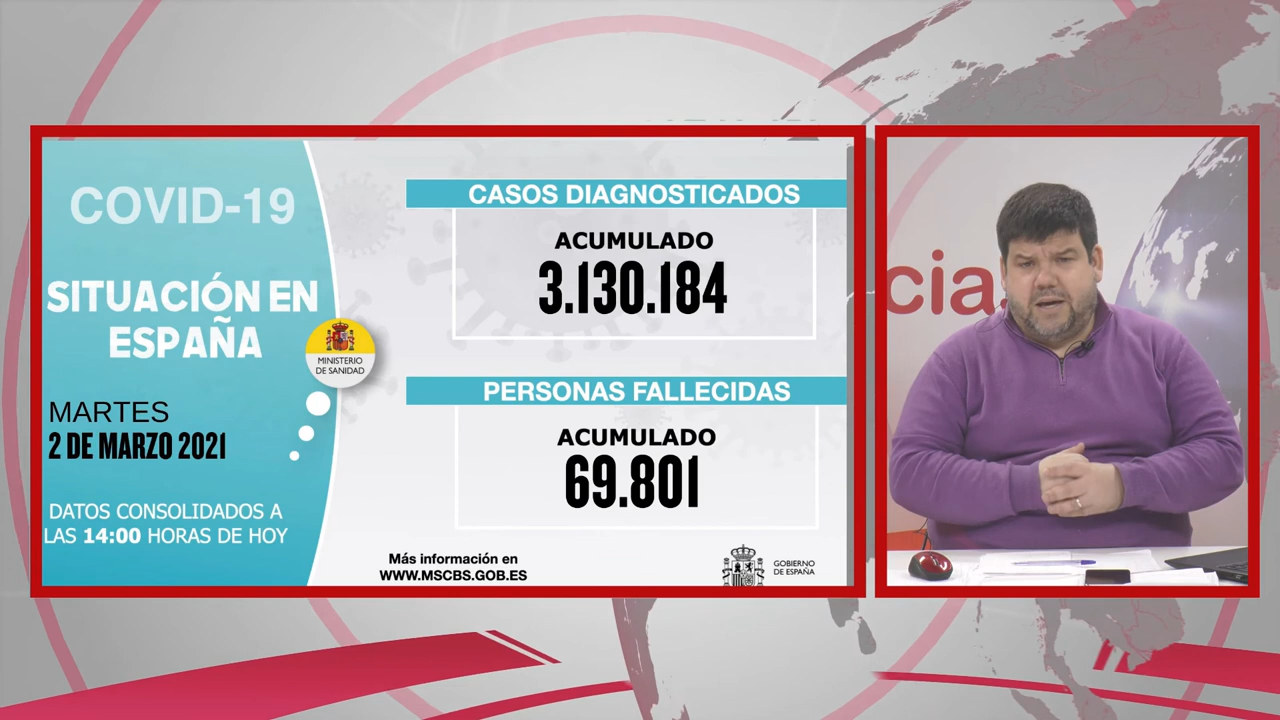 COVID-19
SITUACIÓN EN
ESPAÑA
MINISTERIO
DE SANIDAD
MARTES
2 DE MARZO 2021
DATOS CONSOLIDADOS A
LAS 14:00 HORAS DE HOY
CASOS DIAGNOSTICADOS
ACUMULADO
3.130.184
PERSONAS FALLECIDAS
ACUMULADO
69.801
Más información en
WWW.MSCBS.GOB.ES
GOBIERNO
DE ESPAÑA
cia